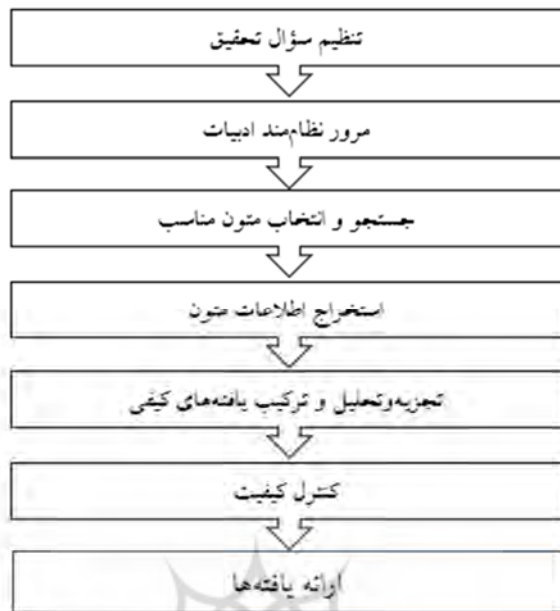 تنظیم سؤال تحقیق
مرور نظام‌مند ادبیات
جستجو و انتخاب متون مناسب
استخراج اطلاعات متون
تجزیه‌وتحلیل و ترکیب یافته‌های کیفی
کنترل کیفیت
ارائه یافته‌ها